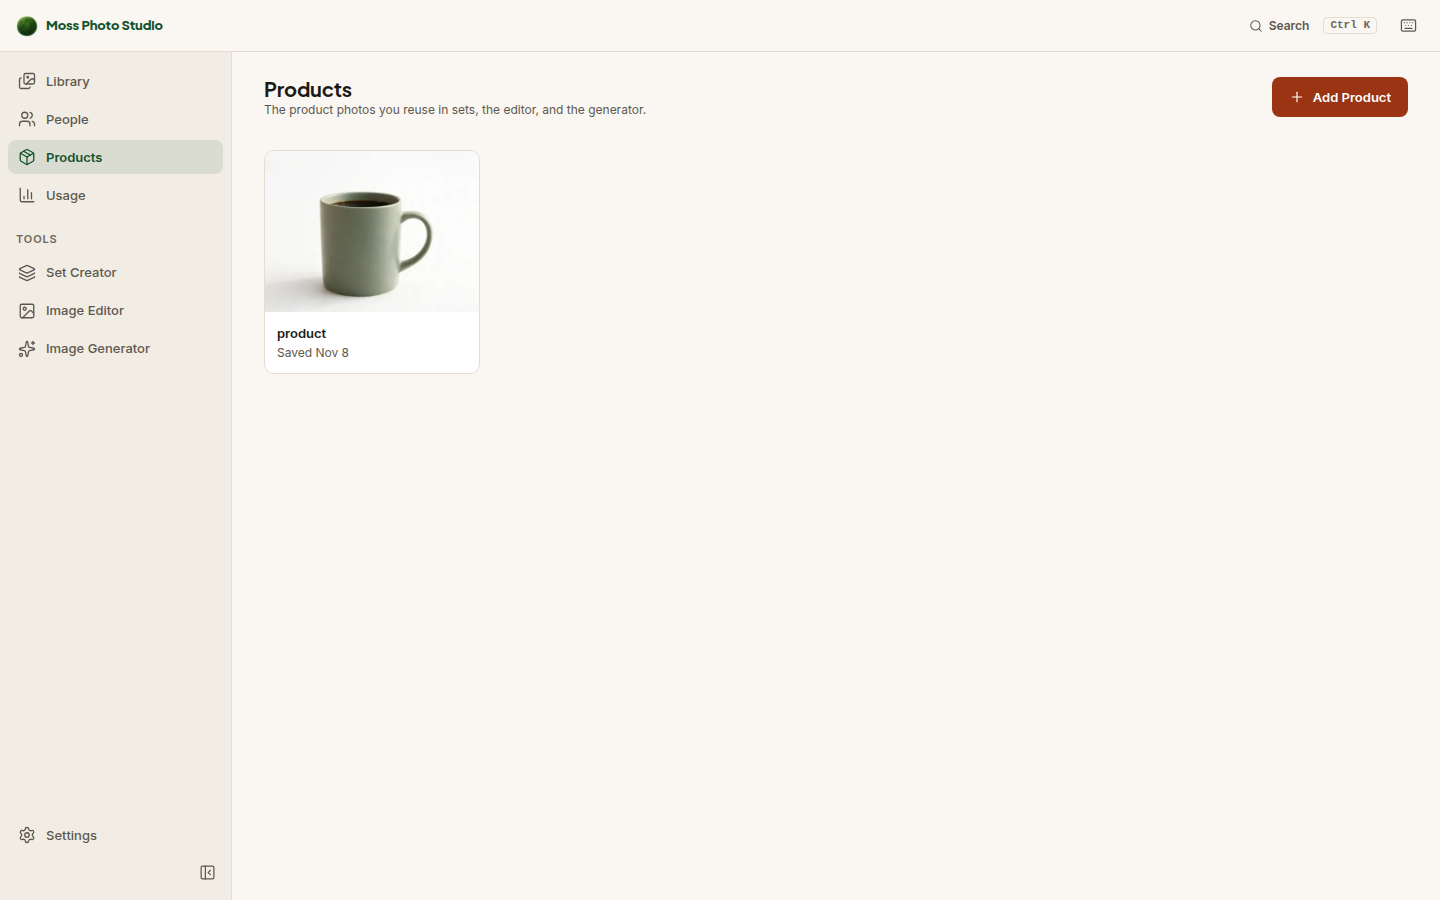 Moss Photo Studio
Search
Ctrl K
Library
People
Products
Usage
TOOLS
Set Creator
Image Editor
Image Generator
Settings
Products
The product photos you reuse in sets, the editor, and the generator.
Add Product
product
Saved Nov 8